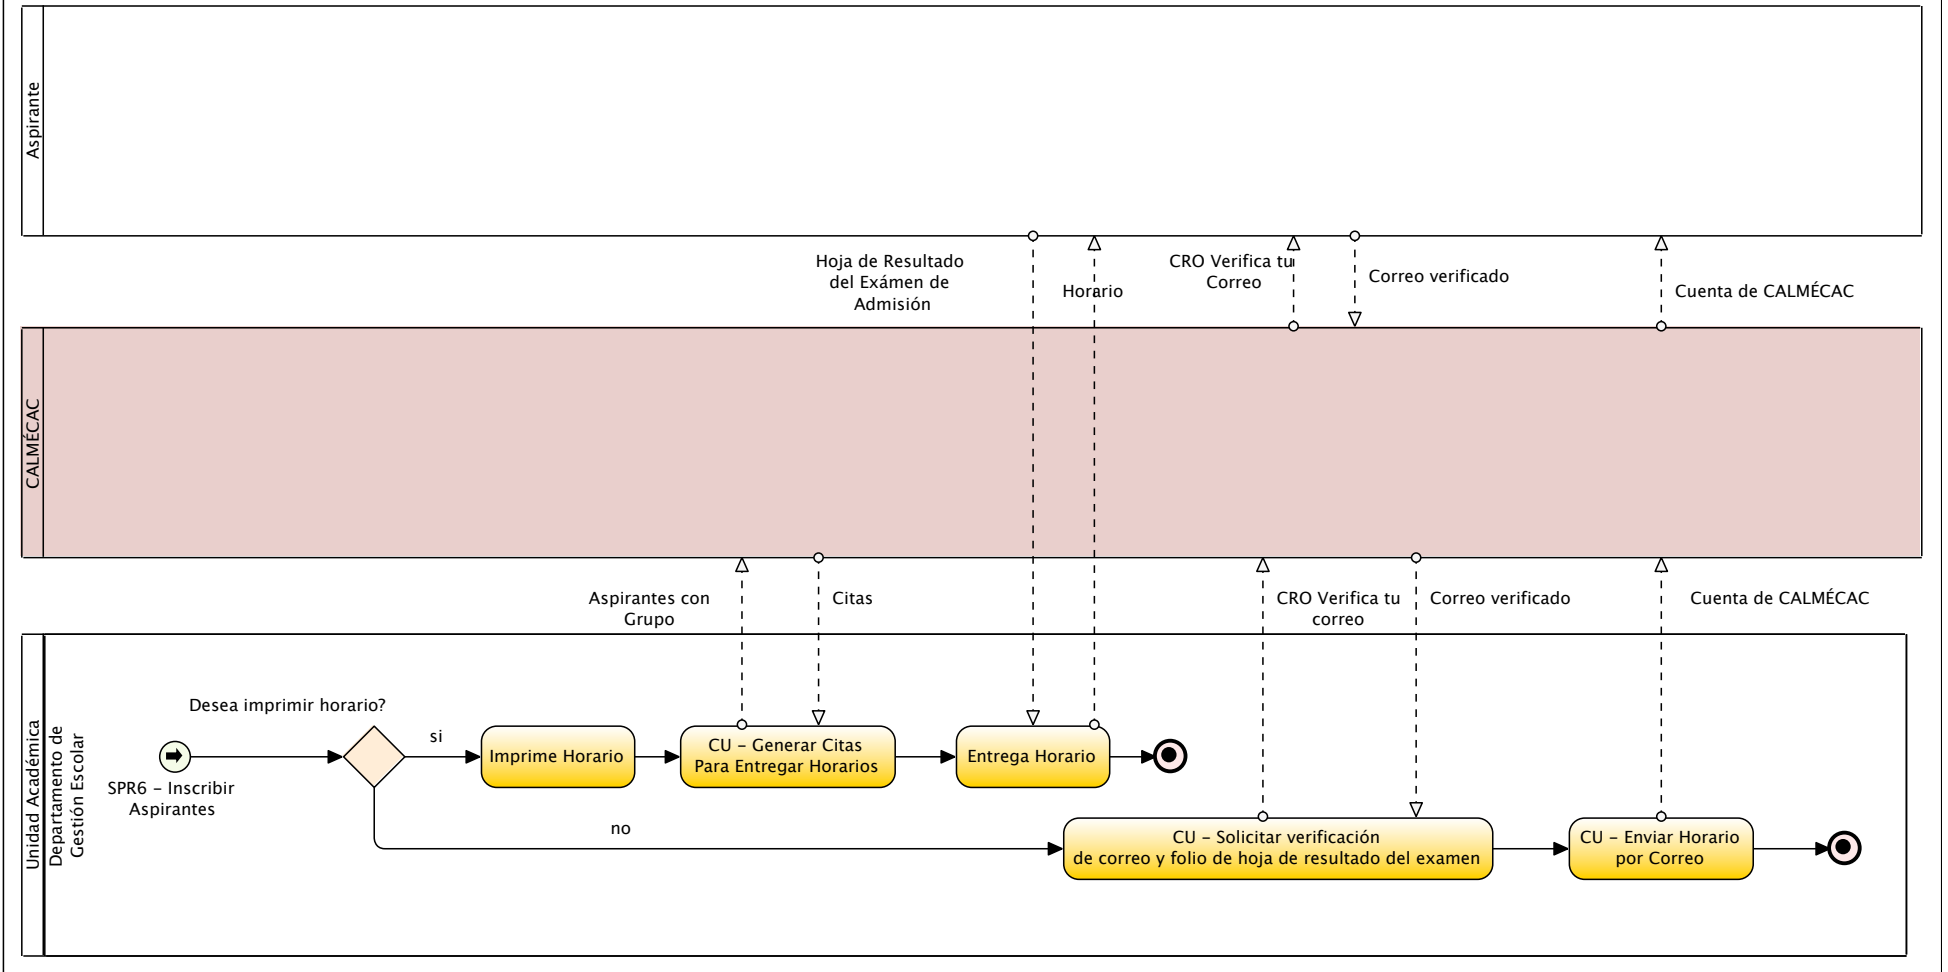 Aspirante
Hoja de Resultado
del Exámen de
Admisión
Horario
CRO Verifica tu
Correo
Correo verificado
Cuenta de CALMÉCAC
CALMÉCAC
Aspirantes con
Grupo
Citas
CRO Verifica tu
correo
Correo verificado
Cuenta de CALMÉCAC
Unidad Académica
Departamento de
Gestión Escolar
Desea imprimir horario?
SPR6 - Inscribir
Aspirantes
si
Imprime Horario
CU - Generar Citas
Para Entregar Horarios
Entrega Horario
no
CU - Solicitar verificación
de correo y folio de hoja de resultado del examen
CU - Enviar Horario
por Correo